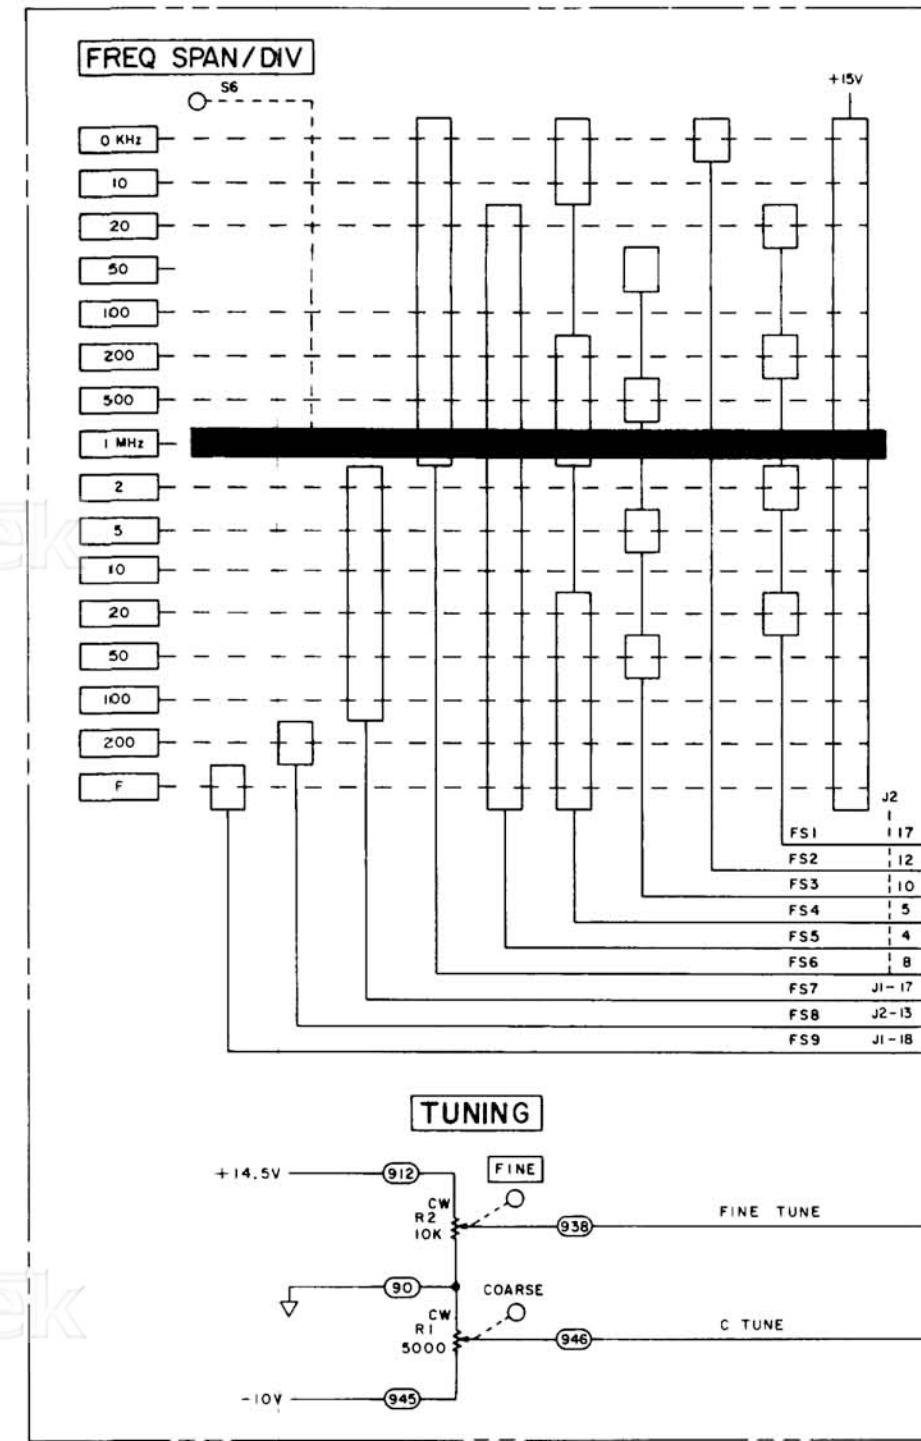 FREQ SPAN/DIV
S6
+15V
0 KHz
10
20
50
100
200
500
1 MHz
2
5
10
20
50
100
200
F
J2
FS1 17
FS2 12
FS3 10
FS4 5
FS5 4
FS6 8
FS7 J1-17
FS8 J2-13
FS9 J1-18
TUNING
+14.5V 912 FINE
CW
R2
10K
938 FINE TUNE
90 COARSE
CW
R1
5000
946 C TUNE
-10V 945
ek
ek